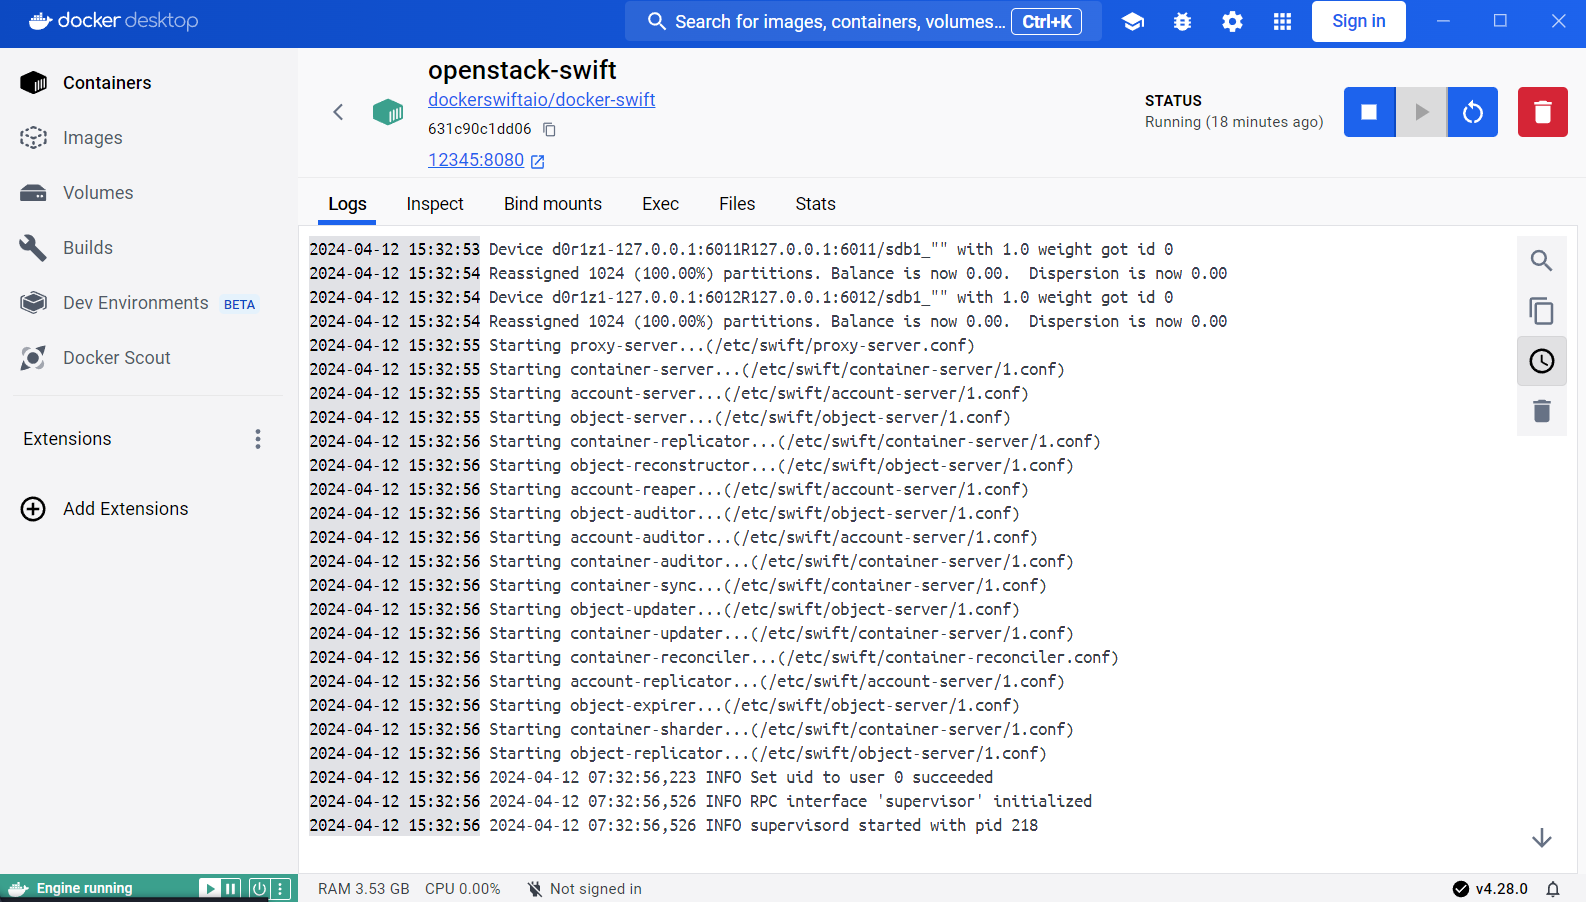 docker desktop
Search for images, containers, volumes... Ctrl+K
Sign in
Containers
Images
Volumes
Builds
Dev Environments BETA
Docker Scout
Extensions
Add Extensions
openstack-swift
dockerswiftaio/docker-swift
631c90c1dd06
12345:8080
STATUS
Running (18 minutes ago)
Logs Inspect Bind mounts Exec Files Stats
2024-04-12 15:32:53 Device d0r1z1-127.0.0.1:6011R127.0.0.1:6011/sdb1_"" with 1.0 weight got id 0
2024-04-12 15:32:54 Reassigned 1024 (100.00%) partitions. Balance is now 0.00.  Dispersion is now 0.00
2024-04-12 15:32:54 Device d0r1z1-127.0.0.1:6012R127.0.0.1:6012/sdb1_"" with 1.0 weight got id 0
2024-04-12 15:32:54 Reassigned 1024 (100.00%) partitions. Balance is now 0.00.  Dispersion is now 0.00
2024-04-12 15:32:55 Starting proxy-server...(/etc/swift/proxy-server.conf)
2024-04-12 15:32:55 Starting container-server...(/etc/swift/container-server/1.conf)
2024-04-12 15:32:55 Starting account-server...(/etc/swift/account-server/1.conf)
2024-04-12 15:32:55 Starting object-server...(/etc/swift/object-server/1.conf)
2024-04-12 15:32:56 Starting container-replicator...(/etc/swift/container-server/1.conf)
2024-04-12 15:32:56 Starting object-reconstructor...(/etc/swift/object-server/1.conf)
2024-04-12 15:32:56 Starting account-reaper...(/etc/swift/account-server/1.conf)
2024-04-12 15:32:56 Starting object-auditor...(/etc/swift/object-server/1.conf)
2024-04-12 15:32:56 Starting account-auditor...(/etc/swift/account-server/1.conf)
2024-04-12 15:32:56 Starting container-auditor...(/etc/swift/container-server/1.conf)
2024-04-12 15:32:56 Starting container-sync...(/etc/swift/container-server/1.conf)
2024-04-12 15:32:56 Starting object-updater...(/etc/swift/object-server/1.conf)
2024-04-12 15:32:56 Starting container-updater...(/etc/swift/container-server/1.conf)
2024-04-12 15:32:56 Starting container-reconciler...(/etc/swift/container-reconciler.conf)
2024-04-12 15:32:56 Starting account-replicator...(/etc/swift/account-server/1.conf)
2024-04-12 15:32:56 Starting object-expirer...(/etc/swift/object-server/1.conf)
2024-04-12 15:32:56 Starting container-sharder...(/etc/swift/container-server/1.conf)
2024-04-12 15:32:56 Starting object-replicator...(/etc/swift/object-server/1.conf)
2024-04-12 15:32:56 2024-04-12 07:32:56,223 INFO Set uid to user 0 succeeded
2024-04-12 15:32:56 2024-04-12 07:32:56,526 INFO RPC interface 'supervisor' initialized
2024-04-12 15:32:56 2024-04-12 07:32:56,526 INFO supervisord started with pid 218
Engine running
RAM 3.53 GB CPU 0.00% Not signed in
v4.28.0